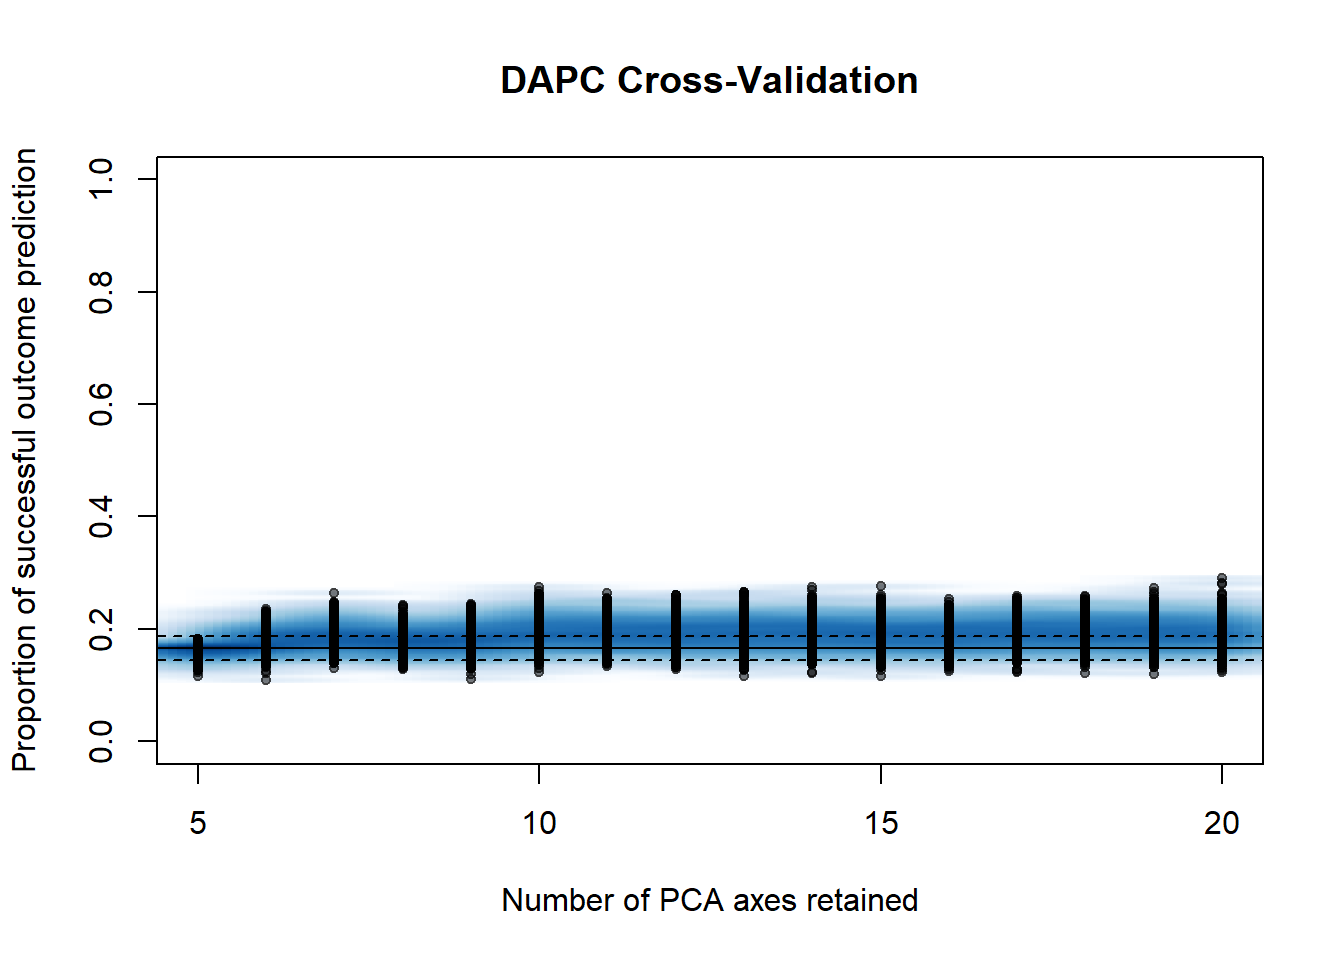 DAPC Cross-Validation
Proportion of successful outcome prediction
1.0
0.8
0.6
0.4
0.2
0.0
5 10 15 20
Number of PCA axes retained